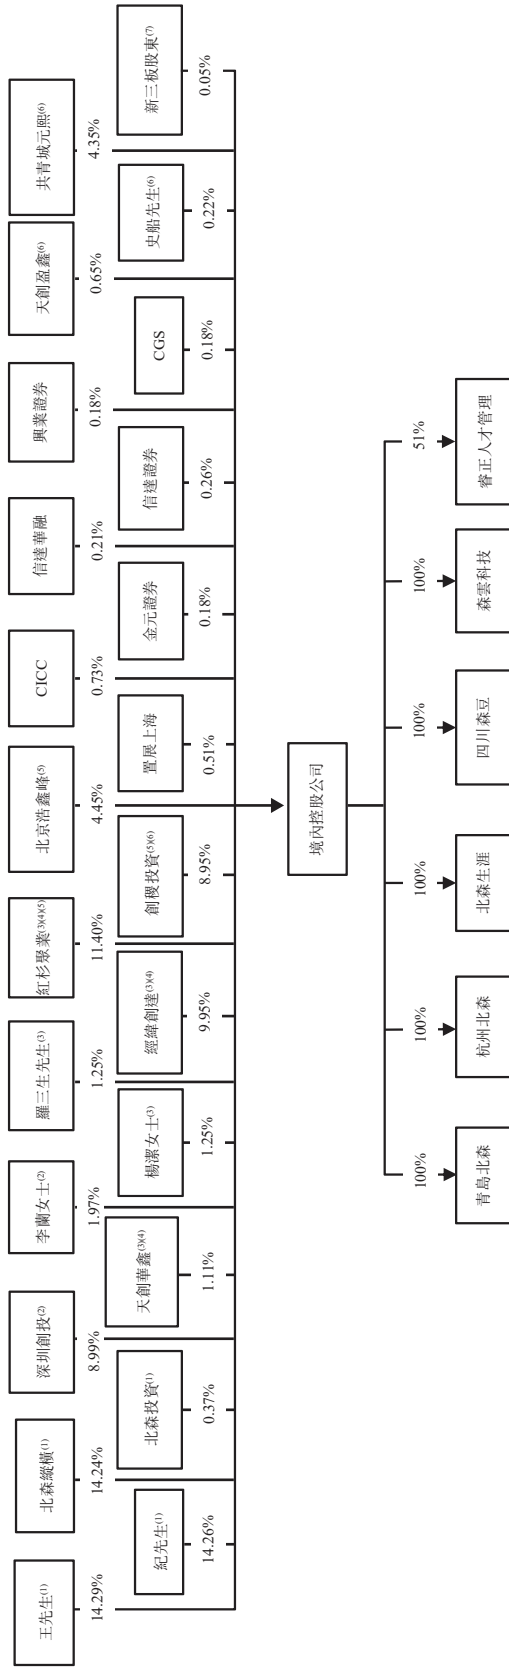 王先生(1)
北森縱橫(1)
深圳創投(2)
李蘭女士(2)
羅三生先生(3)
紅杉聚業(3)(4)(5)
北京浩鑫峰(5)
CICC
信達華融
興業證券
天創盈鑫(6)
共青城元熙(6)
14.29%
14.24%
8.99%
1.97%
1.25%
11.40%
4.45%
0.73%
0.21%
0.18%
0.65%
4.35%
紀先生(1)
北森投資(1)
天創華鑫(3)(4)
楊潔女士(3)
經緯創達(3)(4)
創稷投資(5)(6)
置展上海
金元證券
信達證券
CGS
史船先生(6)
新三板股東(7)
14.26%
0.37%
1.11%
1.25%
9.95%
8.95%
0.51%
0.18%
0.26%
0.18%
0.22%
0.05%
境內控股公司
100%
100%
100%
100%
100%
51%
青島北森
杭州北森
北森生涯
四川森豆
森雲科技
睿正人才管理